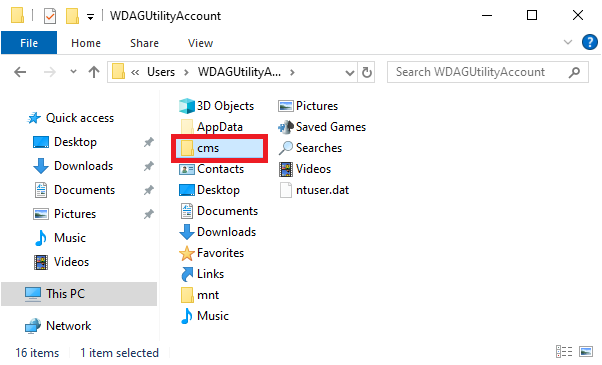 WDAGUtilityAccount
File Home Share View
Users WDAGUtilityA...
Search WDAGUtilityAccount
Quick access
Desktop
Downloads
Documents
Pictures
Music
Videos
This PC
Network
3D Objects
AppData
cms
Contacts
Desktop
Documents
Downloads
Favorites
Links
mnt
Music
Pictures
Saved Games
Searches
Videos
ntuser.dat
16 items 1 item selected